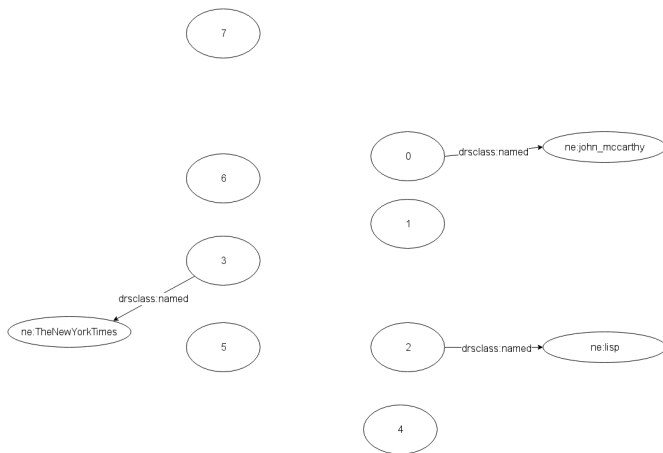 7
0
drsclass:named
ne:john_mccarthy
6
1
3
drsclass:named
ne:TheNewYorkTimes
5
2
drsclass:named
ne:lisp
4